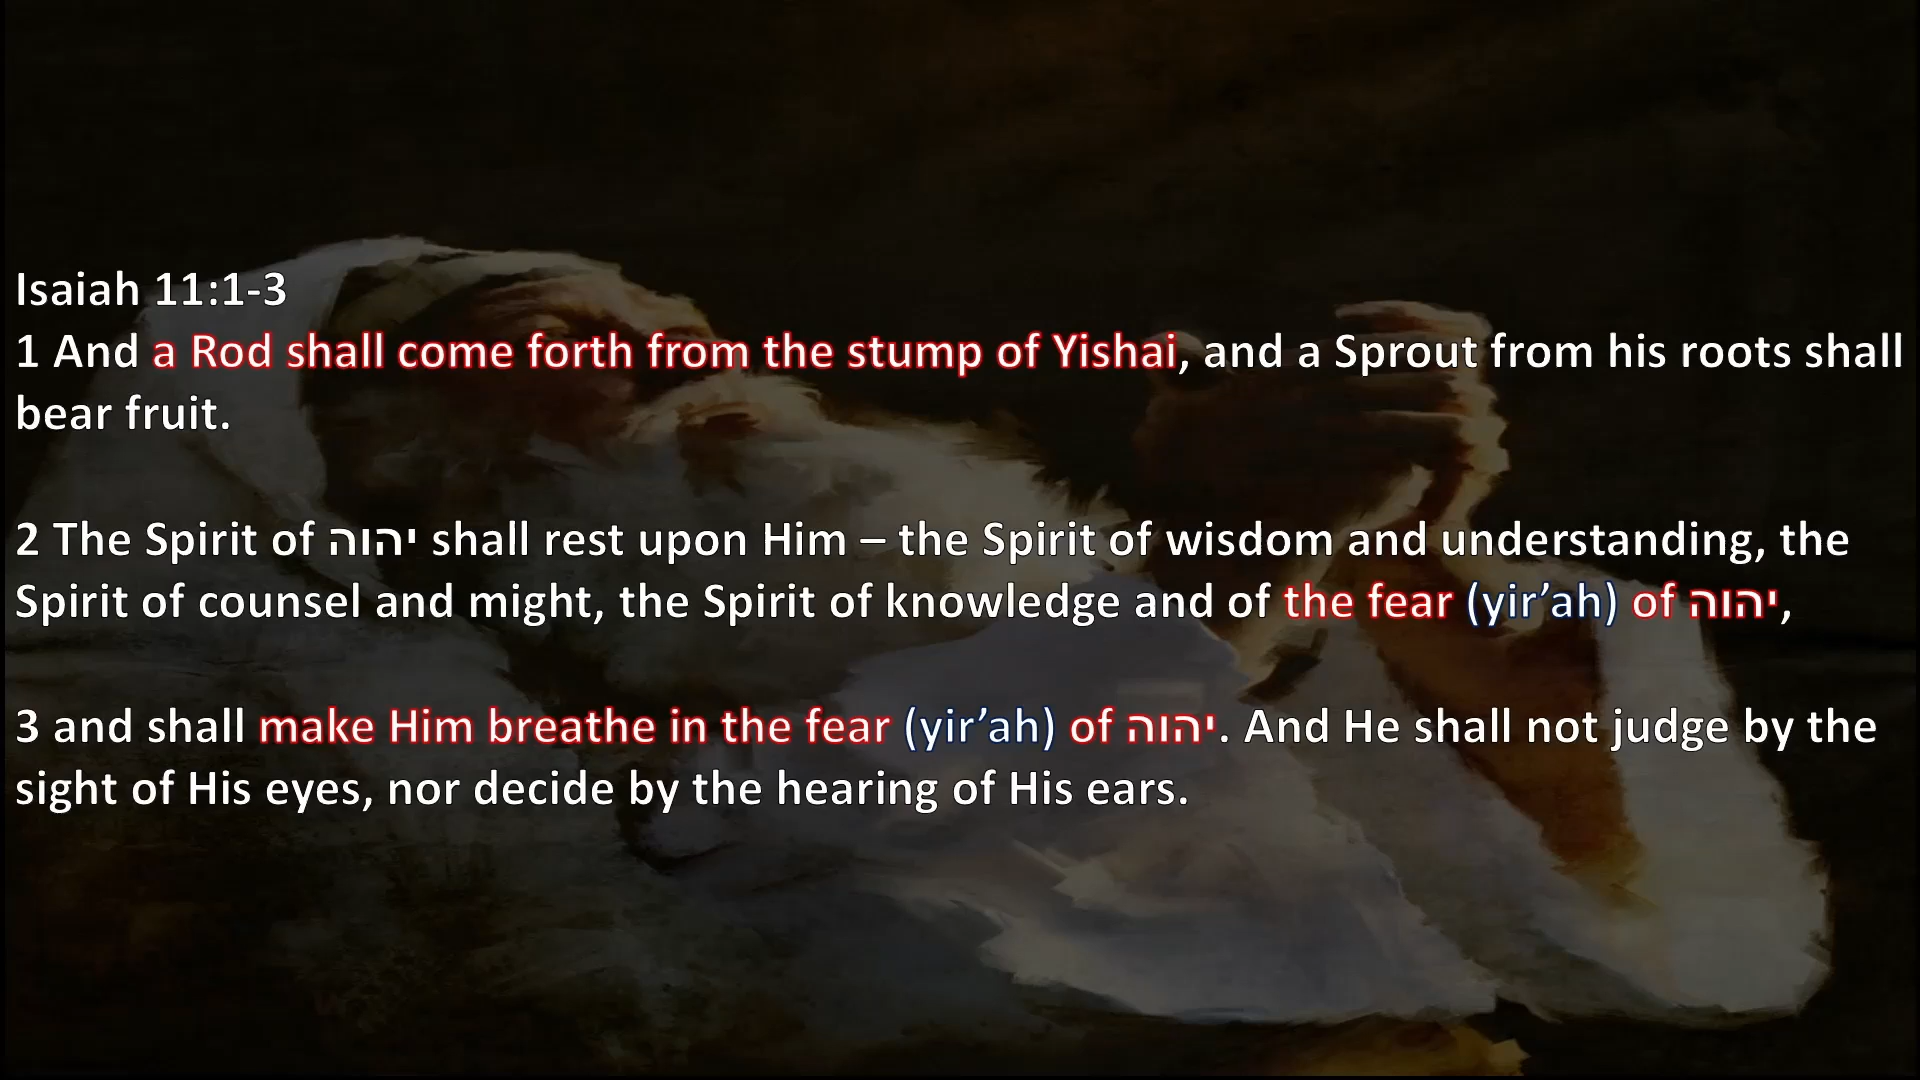 Isaiah 11:1-3
1 And a Rod shall come forth from the stump of Yishai, and a Sprout from his roots shall
bear fruit.
2 The Spirit of יהוה shall rest upon Him – the Spirit of wisdom and understanding, the
Spirit of counsel and might, the Spirit of knowledge and of the fear (yir’ah) of יהוה,
3 and shall make Him breathe in the fear (yir’ah) of יהוה. And He shall not judge by the
sight of His eyes, nor decide by the hearing of His ears.